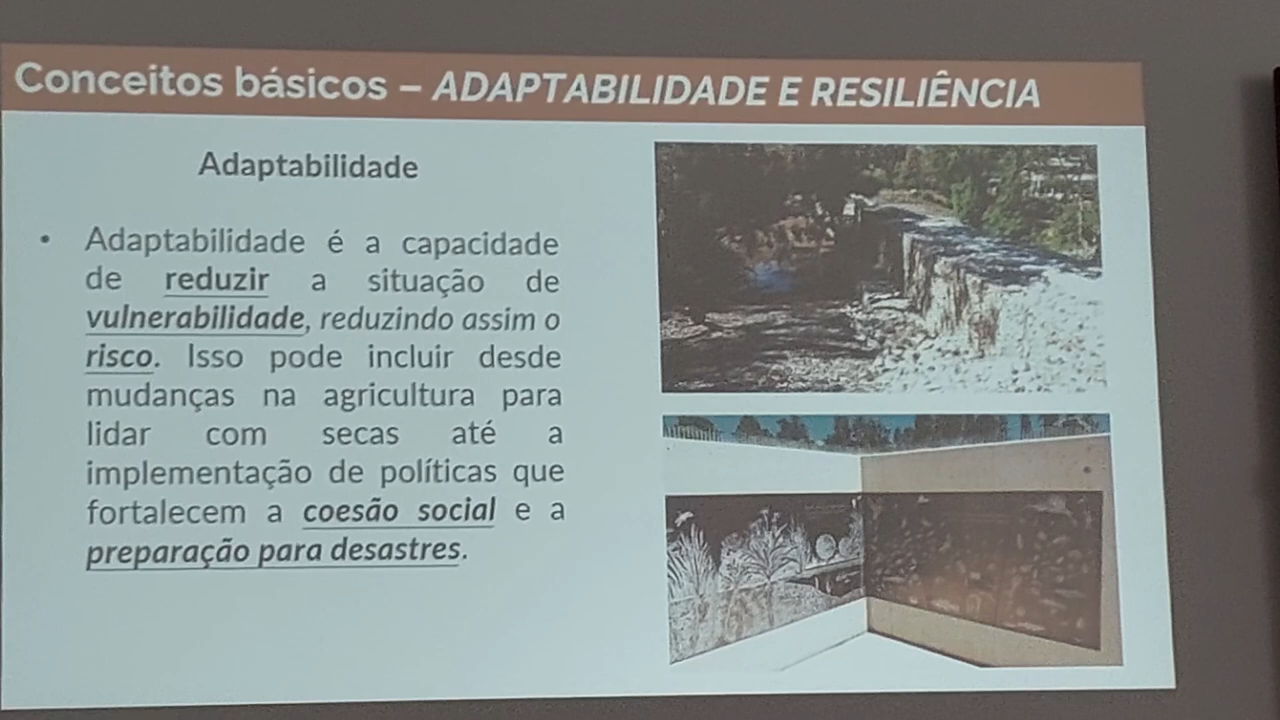 Conceitos básicos – ADAPTABILIDADE E RESILIÊNCIA
Adaptabilidade
• Adaptabilidade é a capacidade
de reduzir a situação de
vulnerabilidade, reduzindo assim o
risco. Isso pode incluir desde
mudanças na agricultura para
lidar com secas até a
implementação de políticas que
fortalecem a coesão social e a
preparação para desastres.